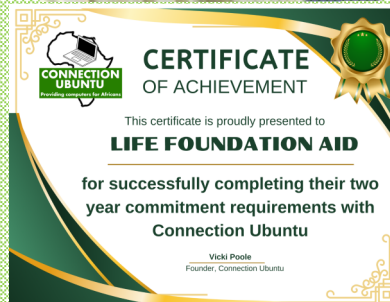 CONNECTION
UBUNTU
Providing computers for Africans
CERTIFICATE
OF ACHIEVEMENT
This certificate is proudly presented to
LIFE FOUNDATION AID
for successfully completing their two
year commitment requirements with
Connection Ubuntu
Vicki Poole
Founder, Connection Ubuntu